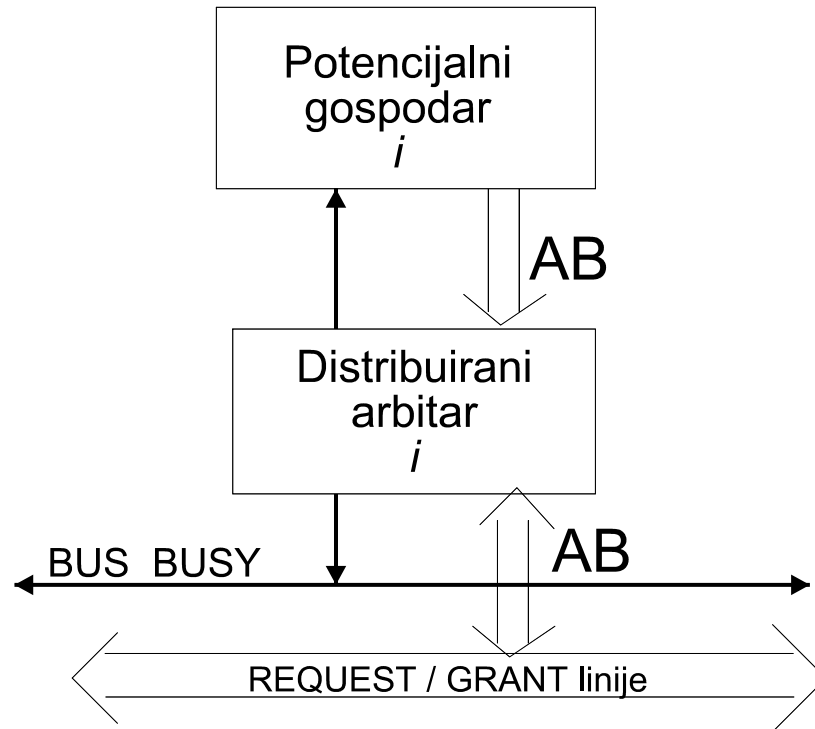 Potencijalni
gospodar
i
AB
Distribuirani
arbitar
i
AB
BUS BUSY
REQUEST / GRANT linije